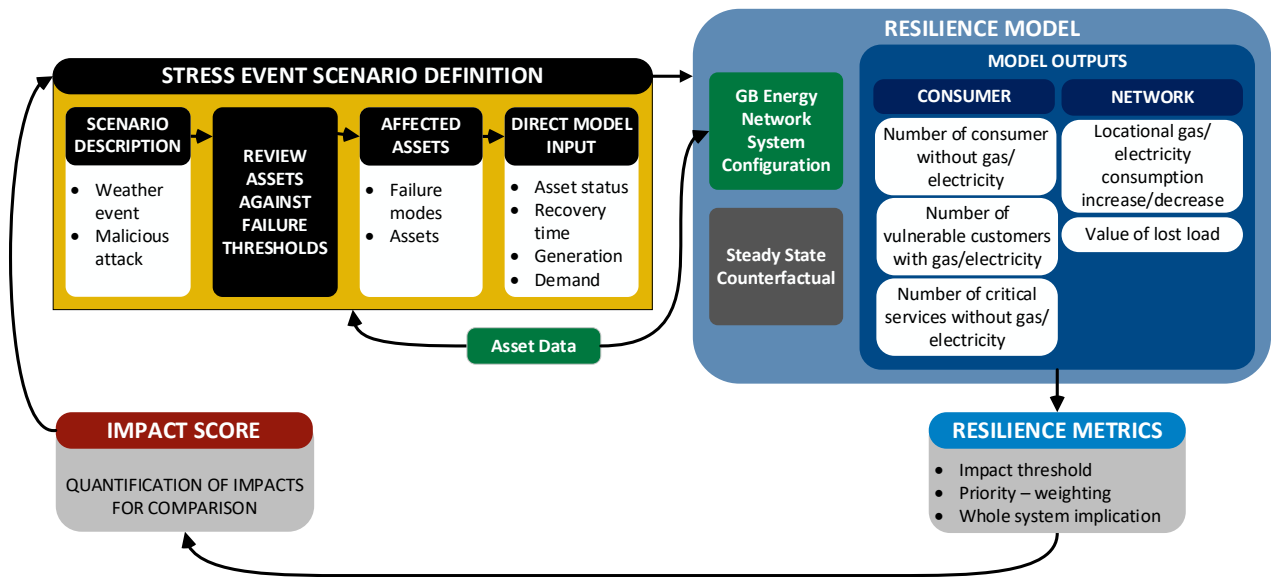 STRESS EVENT SCENARIO DEFINITION
SCENARIO
DESCRIPTION
• Weather
event
• Malicious
attack
REVIEW
ASSETS
AGAINST
FAILURE
THRESHOLDS
AFFECTED
ASSETS
• Failure
modes
• Assets
DIRECT MODEL
INPUT
• Asset status
• Recovery
time
• Generation
• Demand
Asset Data
RESILIENCE MODEL
GB Energy
Network
System
Configuration
Steady State
Counterfactual
MODEL OUTPUTS
CONSUMER
Number of consumer
without gas/
electricity
Number of
vulnerable customers
with gas/electricity
Number of critical
services without gas/
electricity
NETWORK
Locational gas/
electricity
consumption
increase/decrease
Value of lost load
RESILIENCE METRICS
• Impact threshold
• Priority – weighting
• Whole system implication
IMPACT SCORE
QUANTIFICATION OF IMPACTS
FOR COMPARISON